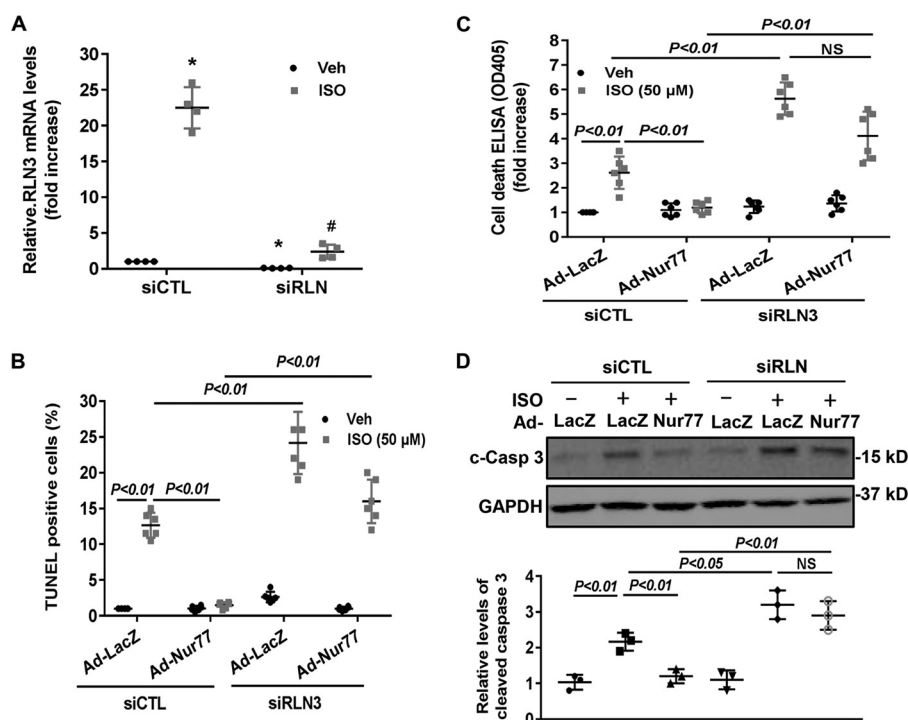 A
Relative.RLN3 mRNA levels
(fold increase)
30
25
20
15
10
5
0
Veh
ISO
*
*
#
siCTL
siRLN
B
TUNEL positive cells (%)
30
25
20
15
10
5
0
P<0.01
P<0.01
Veh
ISO (50 µM)
P<0.01
P<0.01
Ad-LacZ
Ad-Nur77
Ad-LacZ
Ad-Nur77
siCTL
siRLN3
C
Cell death ELISA (OD405)
(fold increase)
8
7
6
5
4
3
2
1
0
P<0.01
P<0.01
NS
Veh
ISO (50 µM)
P<0.01
P<0.01
Ad-LacZ
Ad-Nur77
Ad-LacZ
Ad-Nur77
siCTL
siRLN3
D
siCTL
siRLN
ISO − + + − + +
Ad- LacZ LacZ Nur77 LacZ LacZ Nur77
c-Casp 3
-15 kD
-37 kD
GAPDH
Relative levels of
cleaved caspase 3
4
3
2
1
0
P<0.01
P<0.05
NS
P<0.01
P<0.01